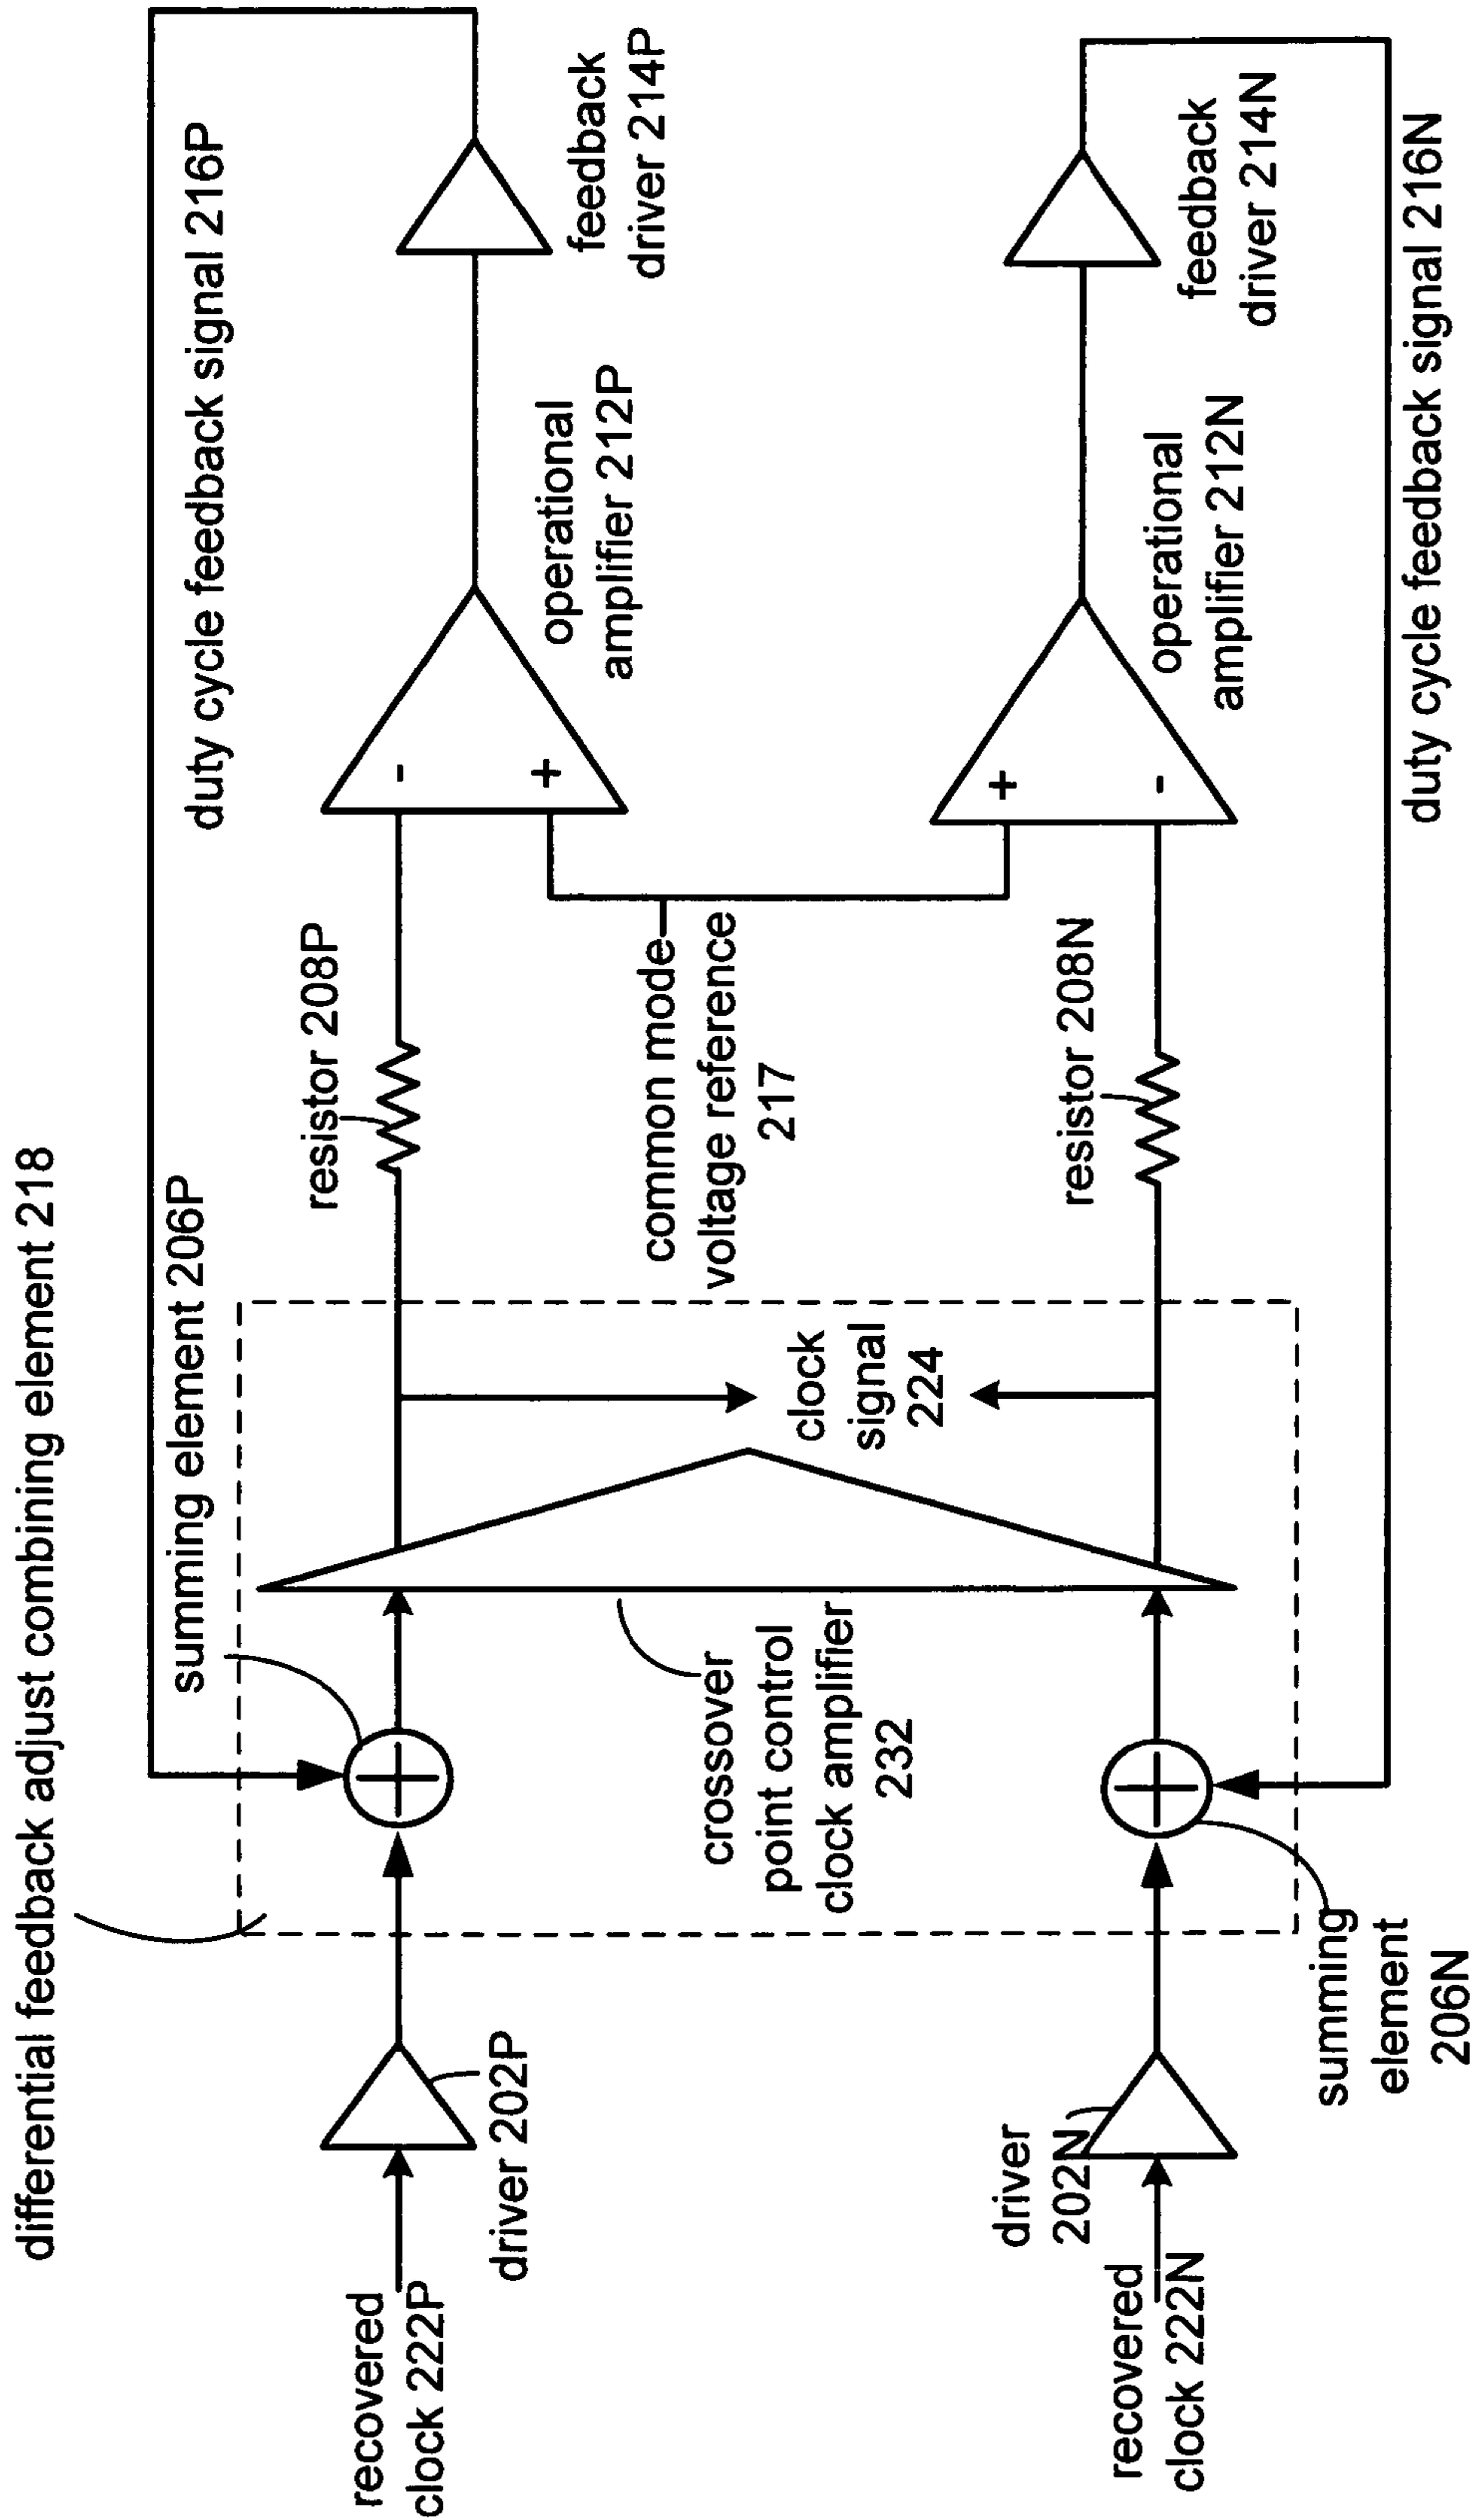 differential feedback adjust combining element 218
duty cycle feedback signal 216P
summing element 206P
resistor 208P
feedback
driver 214P
operational
amplifier 212P
-
+
recovered
clock 222P
driver 202P
crossover
point control
clock amplifier
232
clock
signal
224
common mode
voltage reference
217
driver
202N
recovered
clock 222N
resistor 208N
+
-
operational
amplifier 212N
feedback
driver 214N
summing
element
206N
duty cycle feedback signal 216N